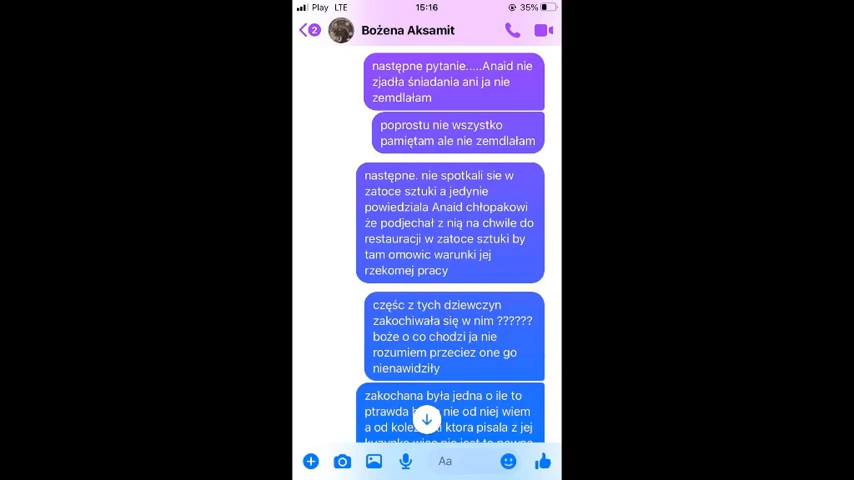 Play LTE
15:16
35%
2
Bożena Aksamit
następne pytanie.....Anaid nie
zjadła śniadania ani ja nie
zemdlałam
poprostu nie wszystko
pamiętam ale nie zemdlałam
następne. nie spotkali sie w
zatoce sztuki a jedynie
powiedziala Anaid chłopakowi
że podjechał z nią na chwile do
restauracji w zatoce sztuki by
tam omowic warunki jej
rzekomej pracy
częśc z tych dziewczyn
zakochiwała się w nim ??????
boże o co chodzi ja nie
rozumiem przeciez one go
nienawidziły
zakochana była jedna o ile to
ptrawda nie od niej wiem
a od ktora pisala z jej
Aa